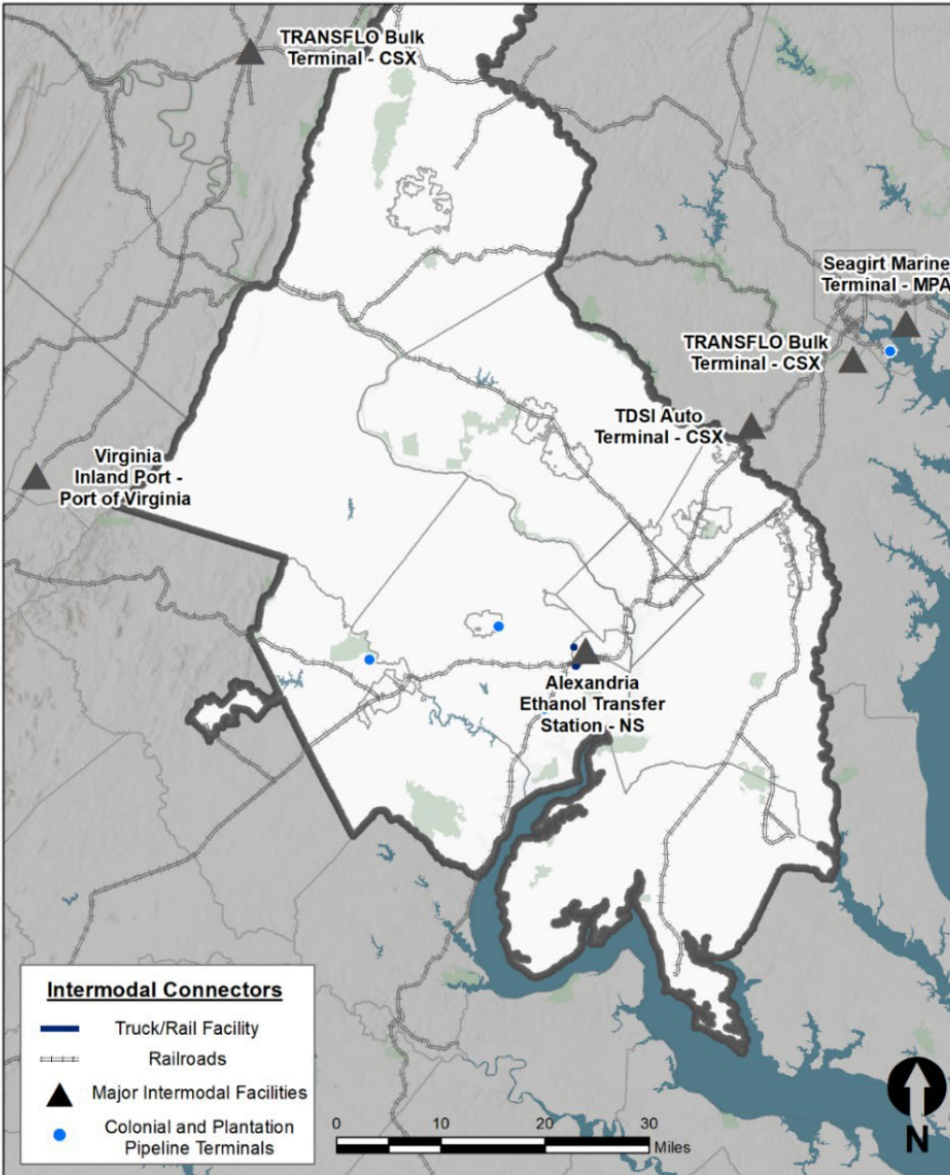 TRANSFLO Bulk
Terminal - CSX
Seagirt Marine
Terminal - MPA
TRANSFLO Bulk
Terminal - CSX
TDSI Auto
Terminal - CSX
Virginia
Inland Port -
Port of Virginia
Alexandria
Ethanol Transfer
Station - NS
Intermodal Connectors
Truck/Rail Facility
Railroads
Major Intermodal Facilities
Colonial and Plantation
Pipeline Terminals
0 10 20 30
Miles
N